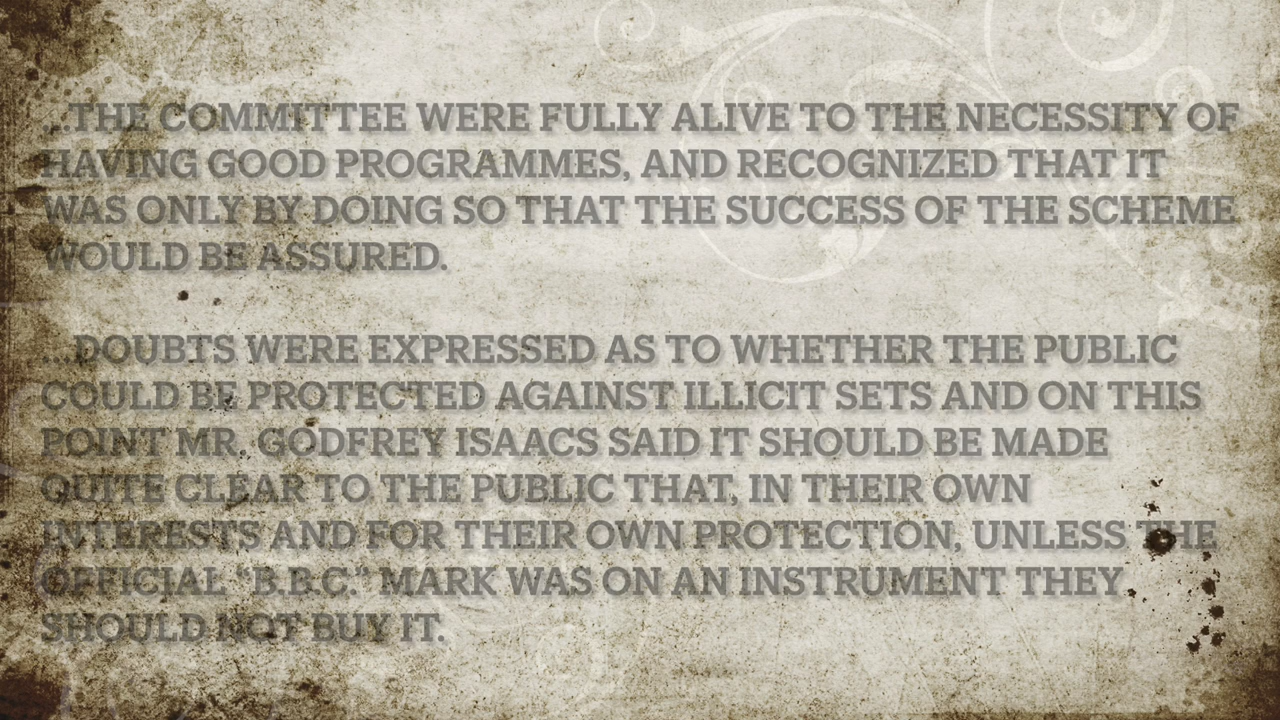 ...THE COMMITTEE WERE FULLY ALIVE TO THE NECESSITY OF
HAVING GOOD PROGRAMMES, AND RECOGNIZED THAT IT
WAS ONLY BY DOING SO THAT THE SUCCESS OF THE SCHEME
WOULD BE ASSURED.
...DOUBTS WERE EXPRESSED AS TO WHETHER THE PUBLIC
COULD BE PROTECTED AGAINST ILLICIT SETS AND ON THIS
POINT MR. GODFREY ISAACS SAID IT SHOULD BE MADE
QUITE CLEAR TO THE PUBLIC THAT, IN THEIR OWN
INTERESTS AND FOR THEIR OWN PROTECTION, UNLESS THE
OFFICIAL “B.B.C.” MARK WAS ON AN INSTRUMENT THEY
SHOULD NOT BUY IT.